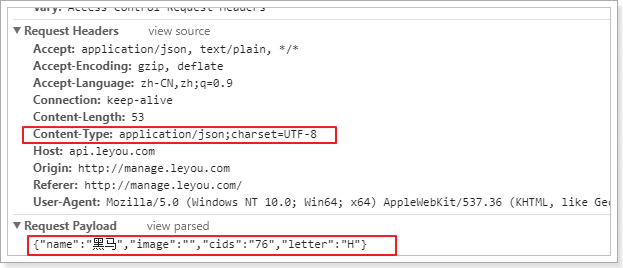 Vary: Access-Control-Request-Headers
▼ Request Headers view source
Accept: application/json, text/plain, */*
Accept-Encoding: gzip, deflate
Accept-Language: zh-CN,zh;q=0.9
Connection: keep-alive
Content-Length: 53
Content-Type: application/json;charset=UTF-8
Host: api.leyou.com
Origin: http://manage.leyou.com
Referer: http://manage.leyou.com/
User-Agent: Mozilla/5.0 (Windows NT 10.0; Win64; x64) AppleWebKit/537.36 (KHTML, like Gec
▼ Request Payload view parsed
{"name":"黑马","image":"","cids":"76","letter":"H"}